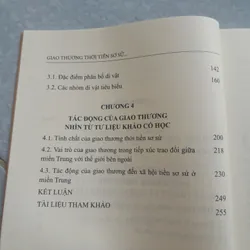 GIAO THƯƠNG THỜI TIỀN SƠ SỬ...
3.1. Đặc điểm phân bố di vật 142
3.2. Các nhóm di vật tiêu biểu 166
CHƯƠNG 4
TÁC ĐỘNG CỦA GIAO THƯƠNG
NHÌN TỪ TƯ LIỆU KHẢO CỔ HỌC
4.1. Tính chất của giao thương thời tiền sơ sử 206
4.2. Vai trò của giao thương trong tiếp xúc trao đổi giữa 218
miền Trung với thế giới bên ngoài
4.3. Tác động của giao thương đến xã hội tiền sơ sử ở 230
miền Trung
KẾT LUẬN 249
TÀI LIỆU THAM KHẢO 255